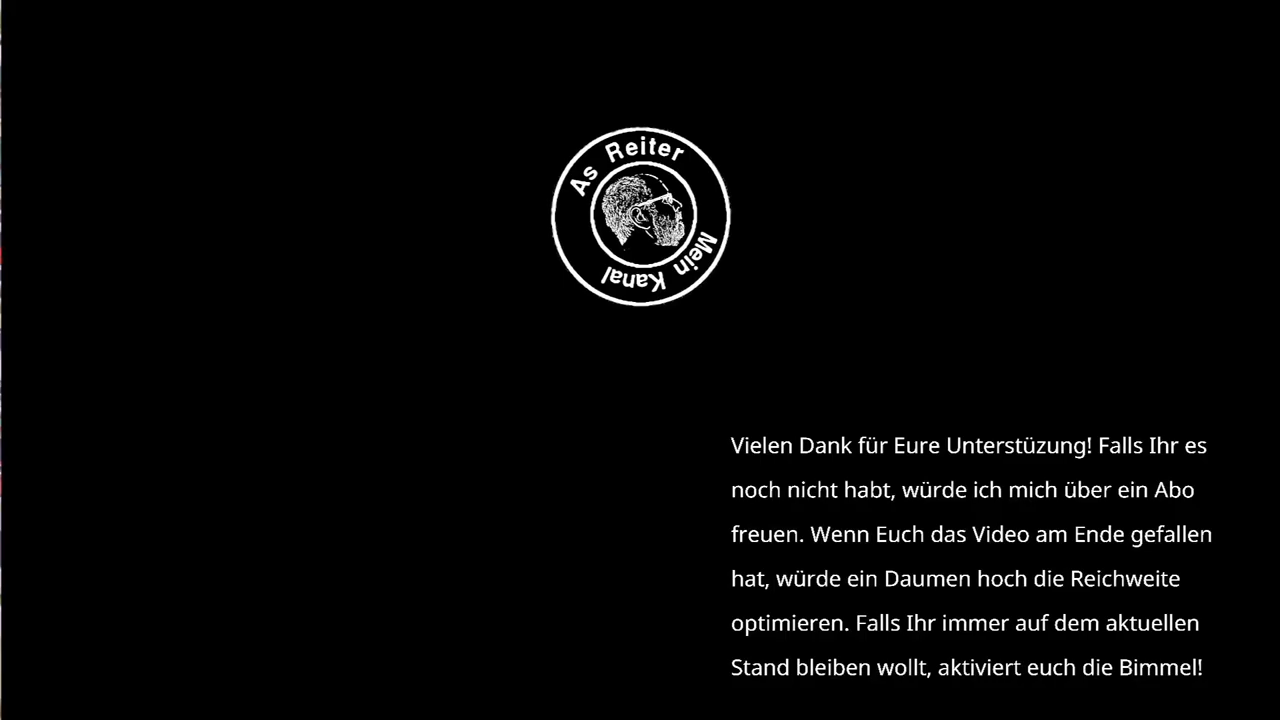 As Reiter
Mein Kanal
Vielen Dank für Eure Unterstüzung! Falls Ihr es
noch nicht habt, würde ich mich über ein Abo
freuen. Wenn Euch das Video am Ende gefallen
hat, würde ein Daumen hoch die Reichweite
optimieren. Falls Ihr immer auf dem aktuellen
Stand bleiben wollt, aktiviert euch die Bimmel!